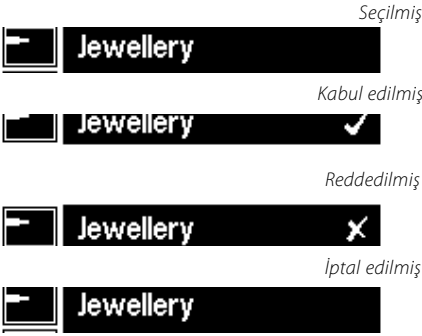 Seçilmiş
Jewellery
Kabul edilmiş
Jewellery
Reddedilmiş
Jewellery
İptal edilmiş
Jewellery